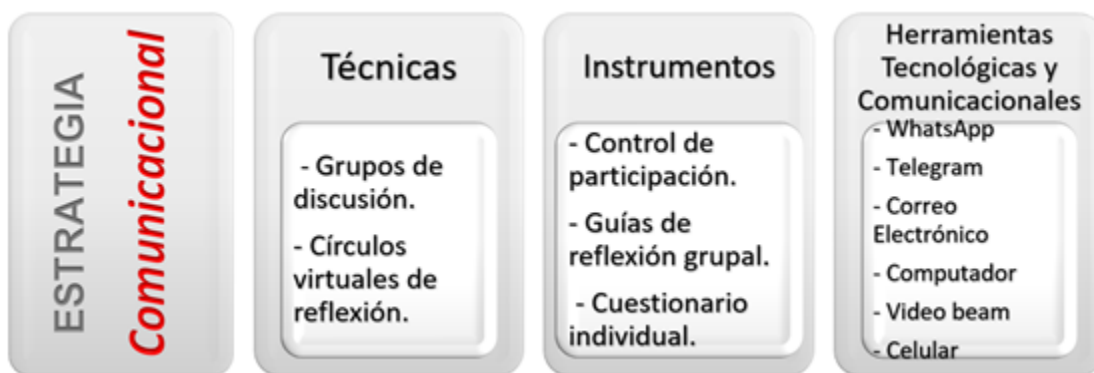 ESTRATEGIA
Comunicacional
Técnicas
- Grupos de
discusión.
- Círculos
virtuales de
reflexión.
Instrumentos
- Control de
participación.
- Guías de
reflexión grupal.
- Cuestionario
individual.
Herramientas
Tecnológicas y
Comunicacionales
- WhatsApp
- Telegram
- Correo
Electrónico
- Computador
- Video beam
- Celular